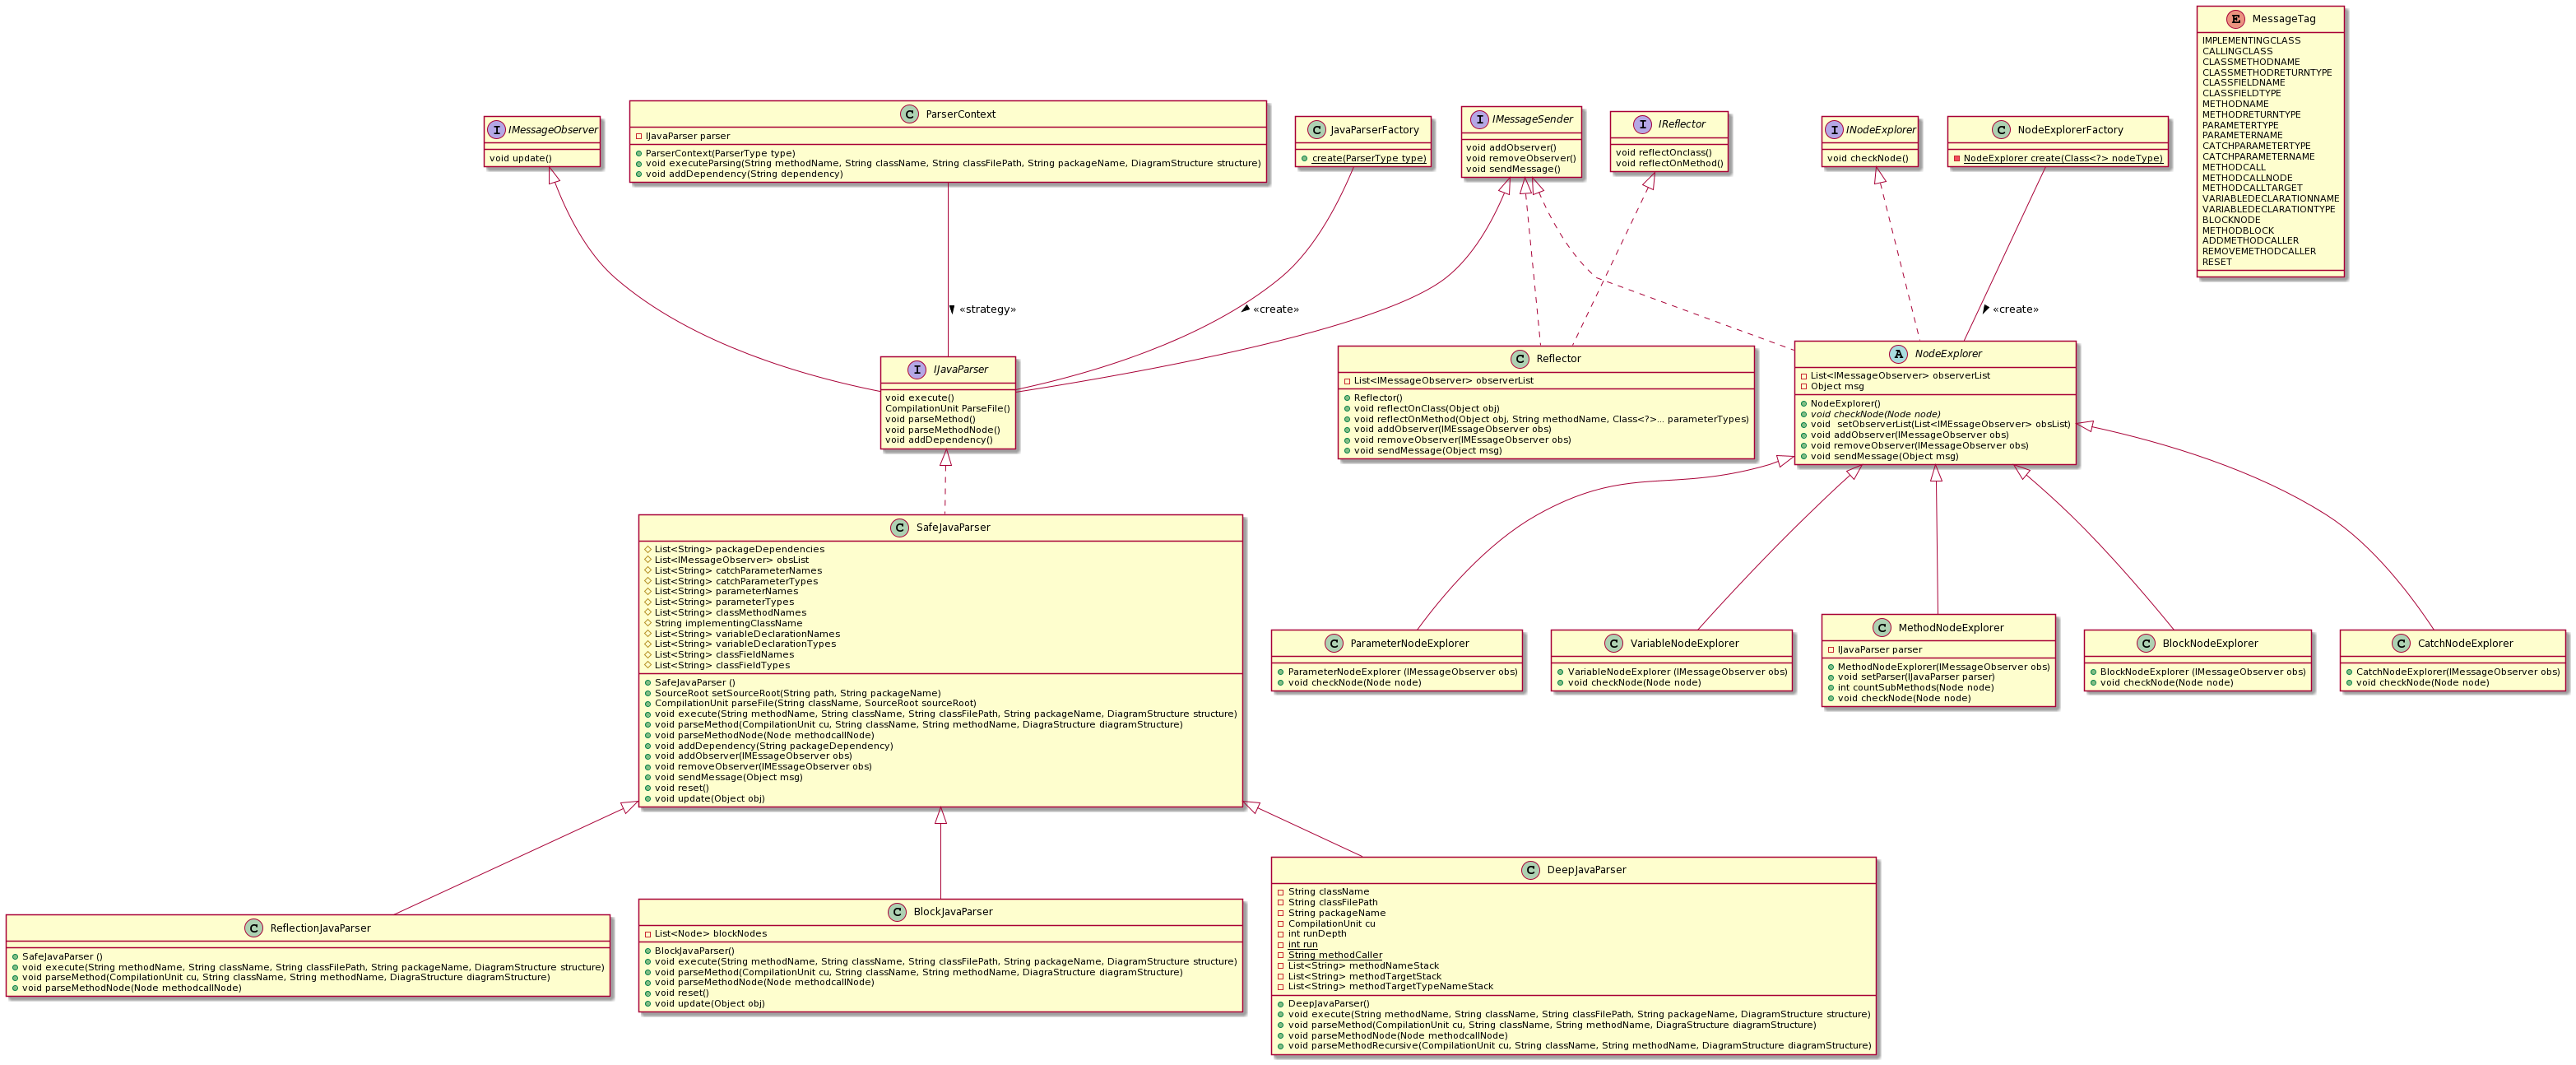 E MessageTag
IMPLEMENTINGCLASS
CALLINGCLASS
CLASSMETHODNAME
CLASSMETHODRETURNTYPE
CLASSFIELDNAME
CLASSFIELDTYPE
METHODNAME
METHODRETURNTYPE
PARAMETERTYPE
PARAMETERNAME
CATCHPARAMETERTYPE
CATCHPARAMETERNAME
METHODCALL
METHODCALLNODE
METHODCALLTARGET
VARIABLEDECLARATIONNAME
VARIABLEDECLARATIONTYPE
BLOCKNODE
METHODBLOCK
ADDMETHODCALLER
REMOVEMETHODCALLER
RESET
I IMessageObserver
void update()
C ParserContext
IJavaParser parser
ParserContext(ParserType type)
void executeParsing(String methodName, String className, String classFilePath, String packageName, DiagramStructure structure)
void addDependency(String dependency)
C JavaParserFactory
create(ParserType type)
I IMessageSender
void addObserver()
void removeObserver()
void sendMessage()
I IReflector
void reflectOnclass()
void reflectOnMethod()
I INodeExplorer
void checkNode()
C NodeExplorerFactory
NodeExplorer create(Class<?> nodeType)
«strategy»
«create»
«create»
I IJavaParser
void execute()
CompilationUnit ParseFile()
void parseMethod()
void parseMethodNode()
void addDependency()
C Reflector
List<IMessageObserver> observerList
Reflector()
void reflectOnClass(Object obj)
void reflectOnMethod(Object obj, String methodName, Class<?>... parameterTypes)
void addObserver(IMEssageObserver obs)
void removeObserver(IMEssageObserver obs)
void sendMessage(Object msg)
A NodeExplorer
List<IMessageObserver> observerList
Object msg
NodeExplorer()
void checkNode(Node node)
void  setObserverList(List<IMEssageObserver> obsList)
void addObserver(IMessageObserver obs)
void removeObserver(IMessageObserver obs)
void sendMessage(Object msg)
C SafeJavaParser
List<String> packageDependencies
List<IMessageObserver> obsList
List<String> catchParameterNames
List<String> catchParameterTypes
List<String> parameterNames
List<String> parameterTypes
List<String> classMethodNames
String implementingClassName
List<String> variableDeclarationNames
List<String> variableDeclarationTypes
List<String> classFieldNames
List<String> classFieldTypes
SafeJavaParser ()
SourceRoot setSourceRoot(String path, String packageName)
CompilationUnit parseFile(String className, SourceRoot sourceRoot)
void execute(String methodName, String className, String classFilePath, String packageName, DiagramStructure structure)
void parseMethod(CompilationUnit cu, String className, String methodName, DiagraStructure diagramStructure)
void parseMethodNode(Node methodcallNode)
void addDependency(String packageDependency)
void addObserver(IMEssageObserver obs)
void removeObserver(IMEssageObserver obs)
void sendMessage(Object msg)
void reset()
void update(Object obj)
C ParameterNodeExplorer
ParameterNodeExplorer (IMessageObserver obs)
void checkNode(Node node)
C VariableNodeExplorer
VariableNodeExplorer (IMessageObserver obs)
void checkNode(Node node)
C MethodNodeExplorer
IJavaParser parser
MethodNodeExplorer(IMessageObserver obs)
void setParser(IJavaParser parser)
int countSubMethods(Node node)
void checkNode(Node node)
C BlockNodeExplorer
BlockNodeExplorer (IMessageObserver obs)
void checkNode(Node node)
C CatchNodeExplorer
CatchNodeExplorer(IMessageObserver obs)
void checkNode(Node node)
C ReflectionJavaParser
SafeJavaParser ()
void execute(String methodName, String className, String classFilePath, String packageName, DiagramStructure structure)
void parseMethod(CompilationUnit cu, String className, String methodName, DiagraStructure diagramStructure)
void parseMethodNode(Node methodcallNode)
C BlockJavaParser
List<Node> blockNodes
BlockJavaParser()
void execute(String methodName, String className, String classFilePath, String packageName, DiagramStructure structure)
void parseMethod(CompilationUnit cu, String className, String methodName, DiagraStructure diagramStructure)
void parseMethodNode(Node methodcallNode)
void reset()
void update(Object obj)
C DeepJavaParser
String className
String classFilePath
String packageName
CompilationUnit cu
int runDepth
int run
String methodCaller
List<String> methodNameStack
List<String> methodTargetStack
List<String> methodTargetTypeNameStack
DeepJavaParser()
void execute(String methodName, String className, String classFilePath, String packageName, DiagramStructure structure)
void parseMethod(CompilationUnit cu, String className, String methodName, DiagraStructure diagramStructure)
void parseMethodNode(Node methodcallNode)
void parseMethodRecursive(CompilationUnit cu, String className, String methodName, DiagramStructure diagramStructure)